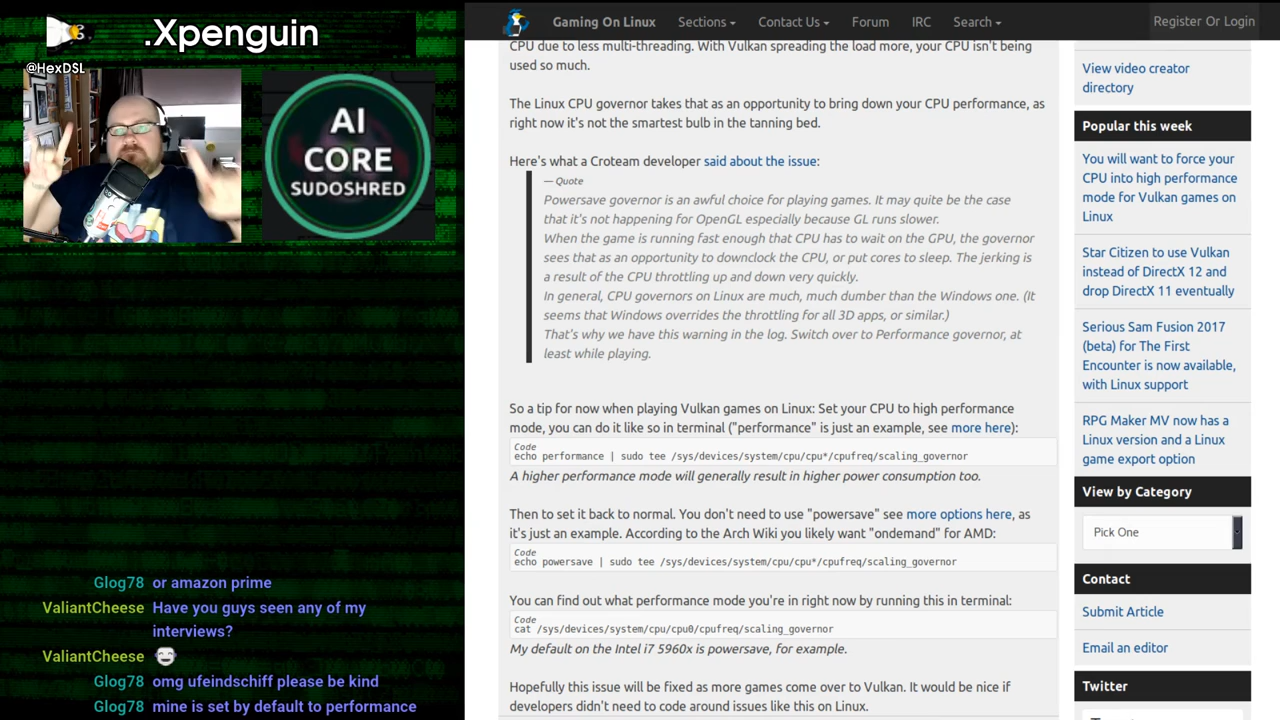 .Xpenguin
@HexDSL
AI
CORE
SUDOSHRED
Glog78 or amazon prime
ValiantCheese Have you guys seen any of my
interviews?
ValiantCheese
Glog78 omg ufeindschiff please be kind
Glog78 mine is set by default to performance
Gaming On Linux Sections Contact Us Forum IRC Search Register Or Login
CPU due to less multi-threading. With Vulkan spreading the load more, your CPU isn't being
used so much.
The Linux CPU governor takes that as an opportunity to bring down your CPU performance, as
right now it's not the smartest bulb in the tanning bed.
Here's what a Croteam developer said about the issue:
— Quote
Powersave governor is an awful choice for playing games. It may quite be the case
that it's not happening for OpenGL especially because GL runs slower.
When the game is running fast enough that CPU has to wait on the GPU, the governor
sees that as an opportunity to downclock the CPU, or put cores to sleep. The jerking is
a result of the CPU throttling up and down very quickly.
In general, CPU governors on Linux are much, much dumber than the Windows one. (It
seems that Windows overrides the throttling for all 3D apps, or similar.)
That's why we have this warning in the log. Switch over to Performance governor, at
least while playing.
So a tip for now when playing Vulkan games on Linux: Set your CPU to high performance
mode, you can do it like so in terminal ("performance" is just an example, see more here):
Code
echo performance | sudo tee /sys/devices/system/cpu/cpu*/cpufreq/scaling_governor
A higher performance mode will generally result in higher power consumption too.
Then to set it back to normal. You don't need to use "powersave" see more options here, as
it's just an example. According to the Arch Wiki you likely want "ondemand" for AMD:
Code
echo powersave | sudo tee /sys/devices/system/cpu/cpu*/cpufreq/scaling_governor
You can find out what performance mode you're in right now by running this in terminal:
Code
cat /sys/devices/system/cpu/cpu0/cpufreq/scaling_governor
My default on the Intel i7 5960x is powersave, for example.
Hopefully this issue will be fixed as more games come over to Vulkan. It would be nice if
developers didn't need to code around issues like this on Linux.
View video creator
directory
Popular this week
You will want to force your
CPU into high performance
mode for Vulkan games on
Linux
Star Citizen to use Vulkan
instead of DirectX 12 and
drop DirectX 11 eventually
Serious Sam Fusion 2017
(beta) for The First
Encounter is now available,
with Linux support
RPG Maker MV now has a
Linux version and a Linux
game export option
View by Category
Pick One
Contact
Submit Article
Email an editor
Twitter